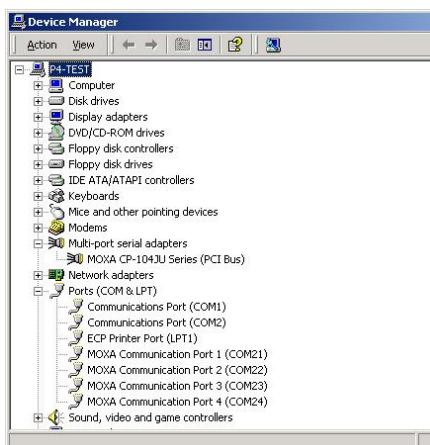 Device Manager
Action View
P4-TEST
Computer
Disk drives
Display adapters
DVD/CD-ROM drives
Floppy disk controllers
Floppy disk drives
IDE ATA/ATAPI controllers
Keyboards
Mice and other pointing devices
Modems
Multi-port serial adapters
MOXA CP-104JU Series (PCI Bus)
Network adapters
Ports (COM & LPT)
Communications Port (COM1)
Communications Port (COM2)
ECP Printer Port (LPT1)
MOXA Communication Port 1 (COM21)
MOXA Communication Port 2 (COM22)
MOXA Communication Port 3 (COM23)
MOXA Communication Port 4 (COM24)
Sound, video and game controllers